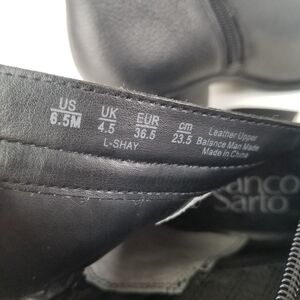 US UK EUR cm
6.5M 4.5 36.5 23.5
L-SHAY
Leather Upper
Balance Man Made
Made in China
anco
Sarto